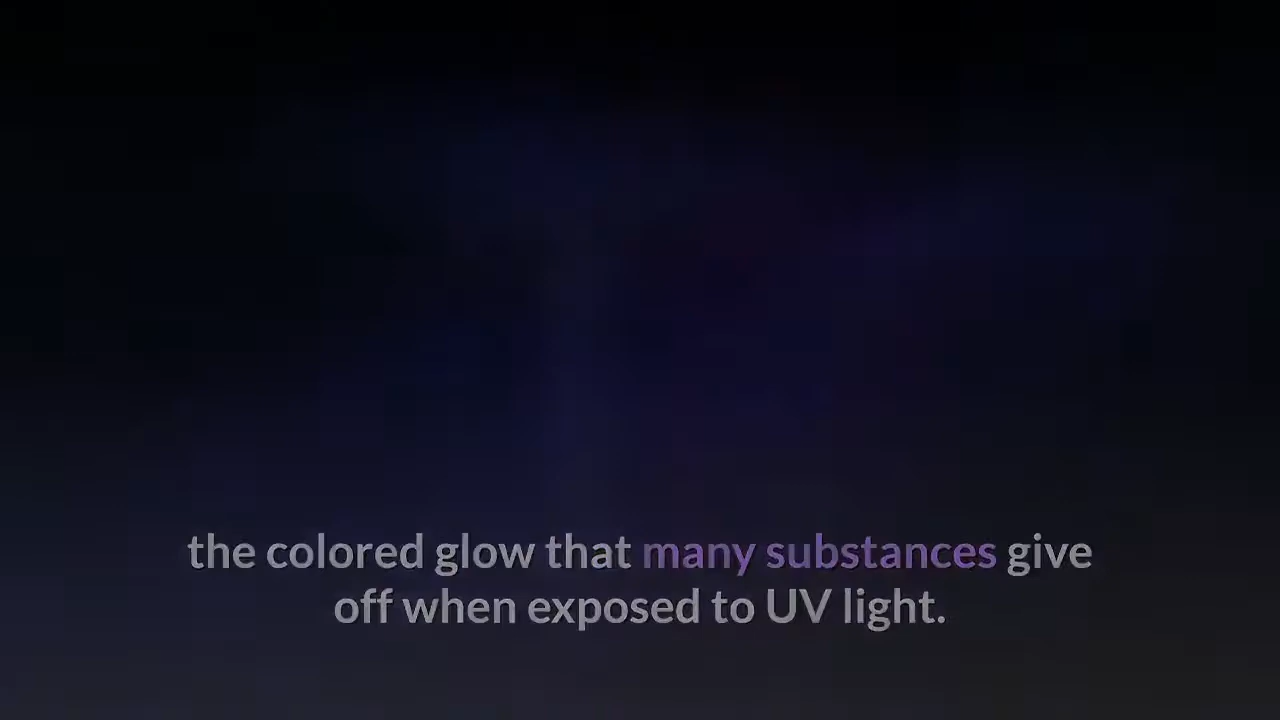 the colored glow that many substances give
off when exposed to UV light.